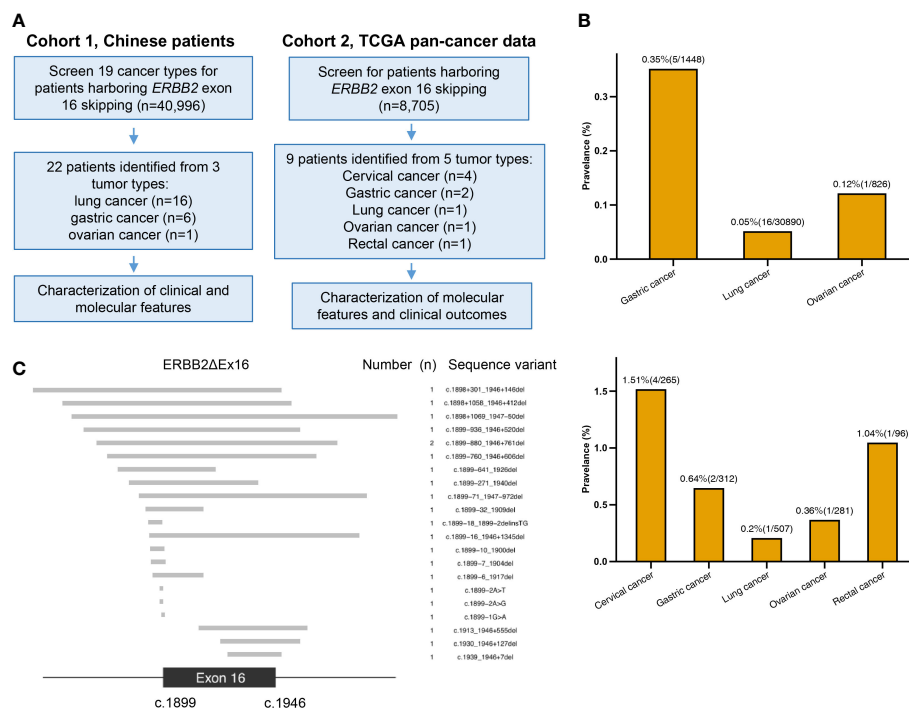 A
Cohort 1, Chinese patients
Screen 19 cancer types for
patients harboring ERBB2 exon
16 skipping (n=40,996)
22 patients identified from 3
tumor types:
lung cancer (n=16)
gastric cancer (n=6)
ovarian cancer (n=1)
Characterization of clinical and
molecular features
Cohort 2, TCGA pan-cancer data
Screen for patients harboring
ERBB2 exon 16 skipping
(n=8,705)
9 patients identified from 5 tumor types:
Cervical cancer (n=4)
Gastric cancer (n=2)
Lung cancer (n=1)
Ovarian cancer (n=1)
Rectal cancer (n=1)
Characterization of molecular
features and clinical outcomes
B
Pravelance (%)
0.3
0.1
0.0
0.35%(5/1448)
0.05%(16/30890)
0.12%(1/826)
Gastric cancer
Lung cancer
Ovarian cancer
Pravelance (%)
1.5
1.0
0.5
0.0
1.51%(4/265)
0.64%(2/312)
0.2%(1/507)
0.36%(1/281)
1.04%(1/96)
Cervical cancer
Gastric cancer
Lung cancer
Ovarian cancer
Rectal cancer
C
ERBB2ΔEx16
Number (n) Sequence variant
1 c.1898+301_1946+146del
1 c.1898+1058_1946+412del
1 c.1898+1069_1947-50del
1 c.1899-936_1946+520del
2 c.1899-880_1946+761del
1 c.1899-760_1946+606del
1 c.1899-641_1926del
1 c.1899-271_1940del
1 c.1899-71_1947-972del
1 c.1899-32_1909del
1 c.1899-18_1899-2delinsTG
1 c.1899-16_1946+1345del
1 c.1899-10_1900del
1 c.1899-7_1904del
1 c.1899-6_1917del
1 c.1899-2A>T
1 c.1899-2A>G
1 c.1899-1G>A
1 c.1913_1946+555del
1 c.1930_1946+127del
1 c.1939_1946+7del
Exon 16
c.1899
c.1946